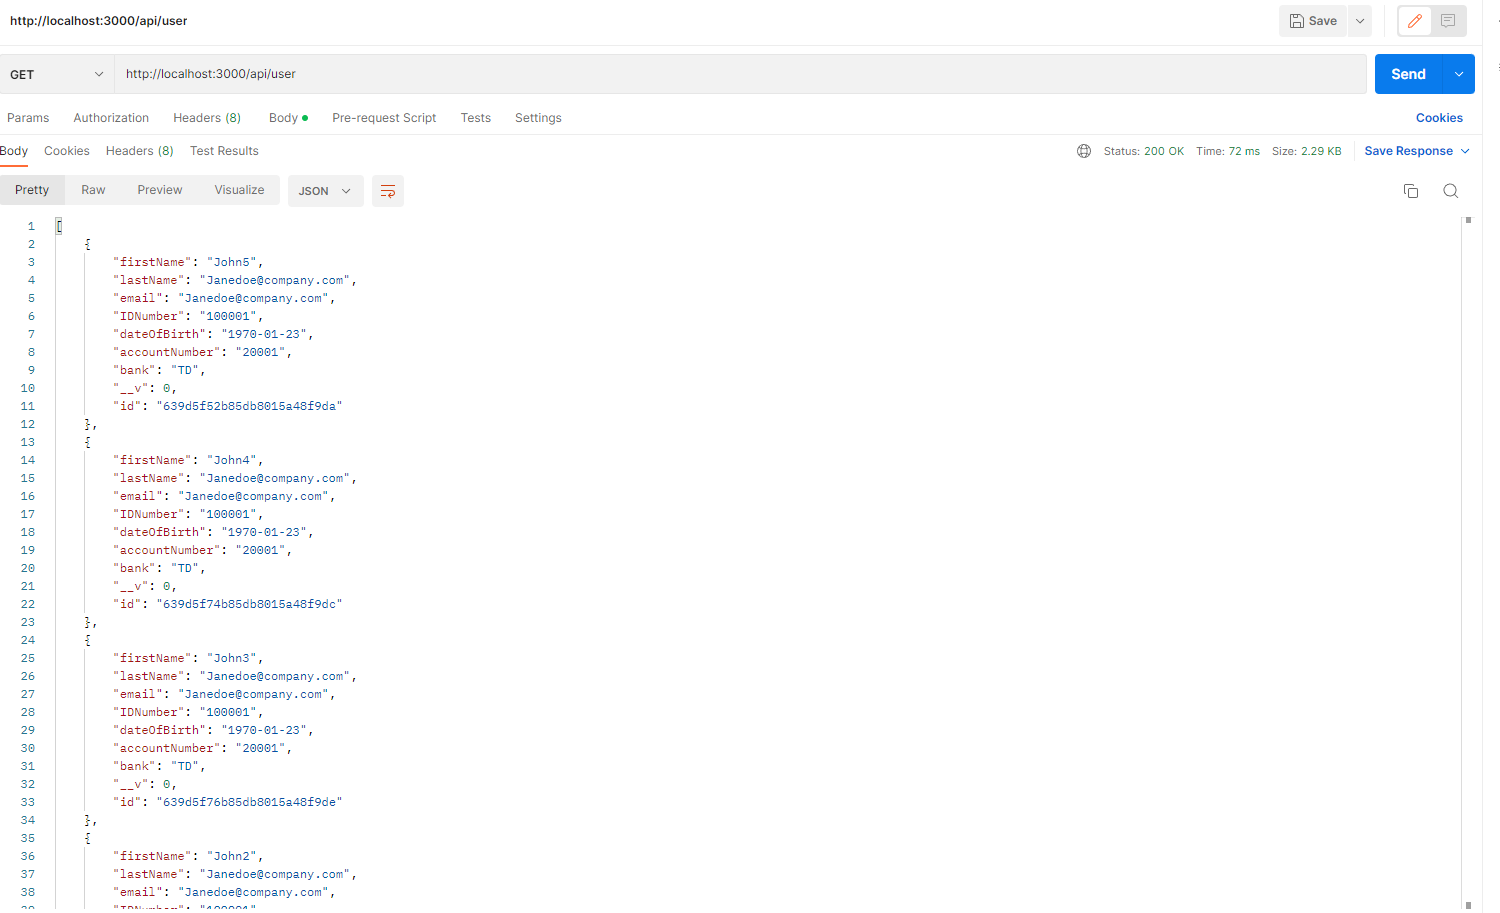 http://localhost:3000/api/user
Save
GET
http://localhost:3000/api/user
Send
Params Authorization Headers (8) Body Pre-request Script Tests Settings Cookies
Body Cookies Headers (8) Test Results Status: 200 OK Time: 72 ms Size: 2.29 KB Save Response
Pretty Raw Preview Visualize JSON
1 [
2 {
3 "firstName": "John5",
4 "lastName": "Janedoe@company.com",
5 "email": "Janedoe@company.com",
6 "IDNumber": "100001",
7 "dateOfBirth": "1970-01-23",
8 "accountNumber": "20001",
9 "bank": "TD",
10 "__v": 0,
11 "id": "639d5f52b85db8015a48f9da"
12 },
13 {
14 "firstName": "John4",
15 "lastName": "Janedoe@company.com",
16 "email": "Janedoe@company.com",
17 "IDNumber": "100001",
18 "dateOfBirth": "1970-01-23",
19 "accountNumber": "20001",
20 "bank": "TD",
21 "__v": 0,
22 "id": "639d5f74b85db8015a48f9dc"
23 },
24 {
25 "firstName": "John3",
26 "lastName": "Janedoe@company.com",
27 "email": "Janedoe@company.com",
28 "IDNumber": "100001",
29 "dateOfBirth": "1970-01-23",
30 "accountNumber": "20001",
31 "bank": "TD",
32 "__v": 0,
33 "id": "639d5f76b85db8015a48f9de"
34 },
35 {
36 "firstName": "John2",
37 "lastName": "Janedoe@company.com",
38 "email": "Janedoe@company.com",
39 "IDNumber": "100001",